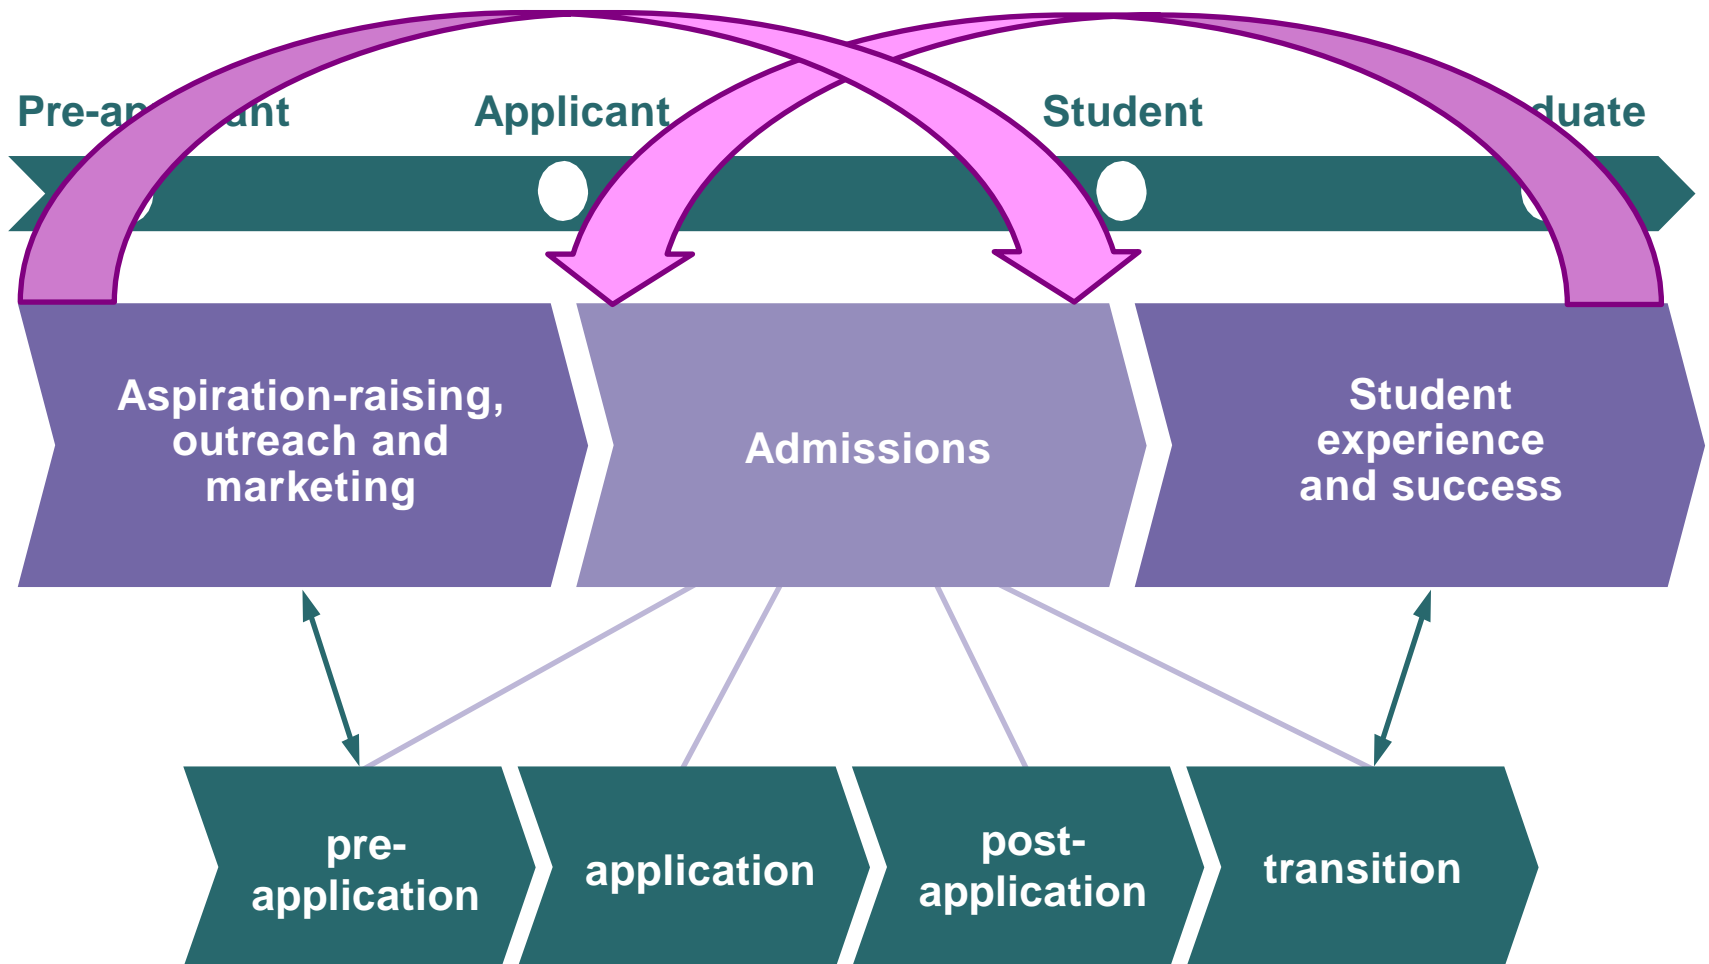 Applicant
Student
Aspiration-raising,
outreach and
marketing
Admissions
Student
experience
and success
pre-
application
application
post-
application
transition